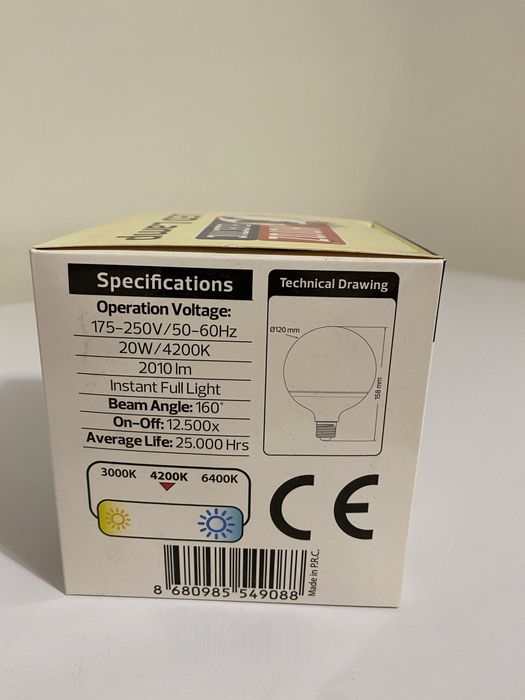 LED Lamp
Specifications
Operation Voltage:
175-250V/50-60Hz
20W/4200K
2010 lm
Instant Full Light
Beam Angle: 160°
On-Off: 12.500x
Average Life: 25.000 Hrs
Technical Drawing
Ø120 mm
158 mm
3000K 4200K 6400K
CE
8 680985 549088
Made in P.R.C.